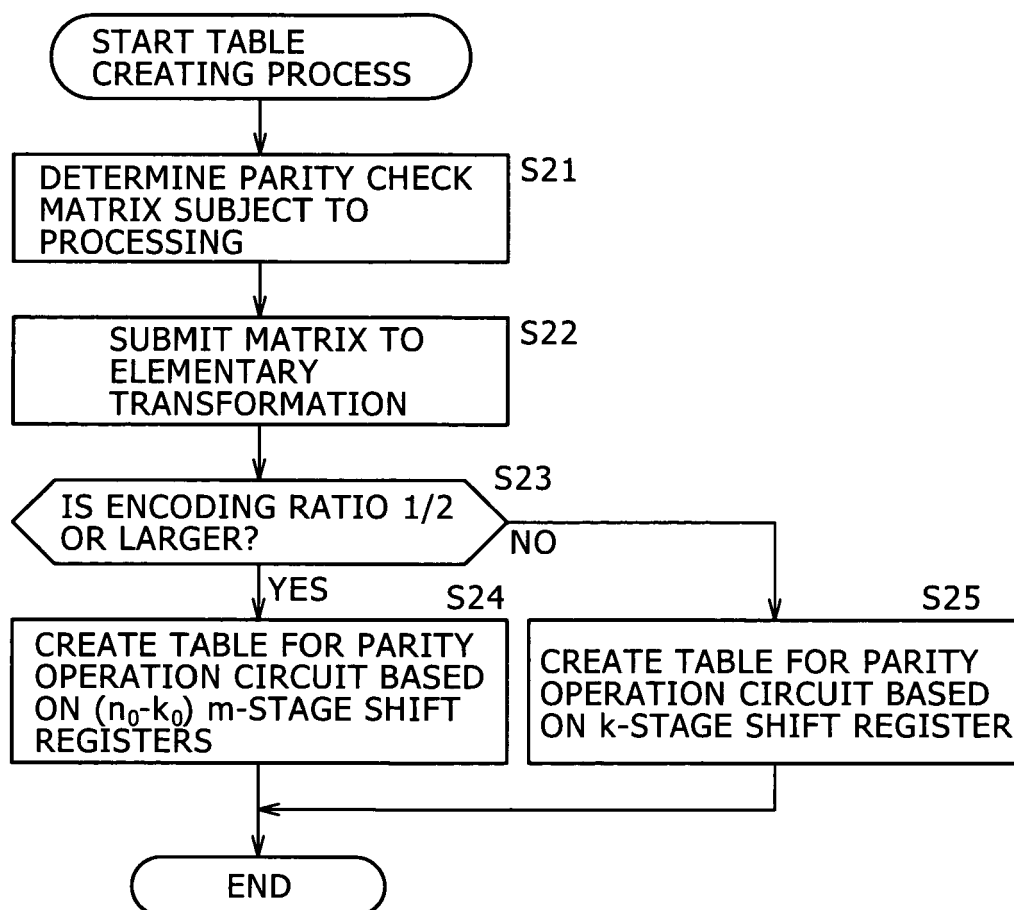 START TABLE
CREATING PROCESS
S21
DETERMINE PARITY CHECK
MATRIX SUBJECT TO
PROCESSING
S22
SUBMIT MATRIX TO
ELEMENTARY
TRANSFORMATION
S23
IS ENCODING RATIO 1/2
OR LARGER?
NO
YES
S24
CREATE TABLE FOR PARITY
OPERATION CIRCUIT BASED
ON (n₀-k₀) m-STAGE SHIFT
REGISTERS
S25
CREATE TABLE FOR PARITY
OPERATION CIRCUIT BASED
ON k-STAGE SHIFT REGISTER
END